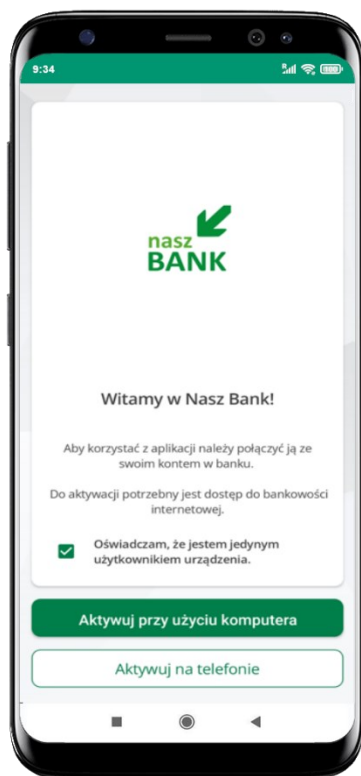 9:34
R
nasz
BANK
Witamy w Nasz Bank!
Aby korzystać z aplikacji należy połączyć ją ze
swoim kontem w banku.
Do aktywacji potrzebny jest dostęp do bankowości
internetowej.
Oświadczam, że jestem jedynym
użytkownikiem urządzenia.
Aktywuj przy użyciu komputera
Aktywuj na telefonie